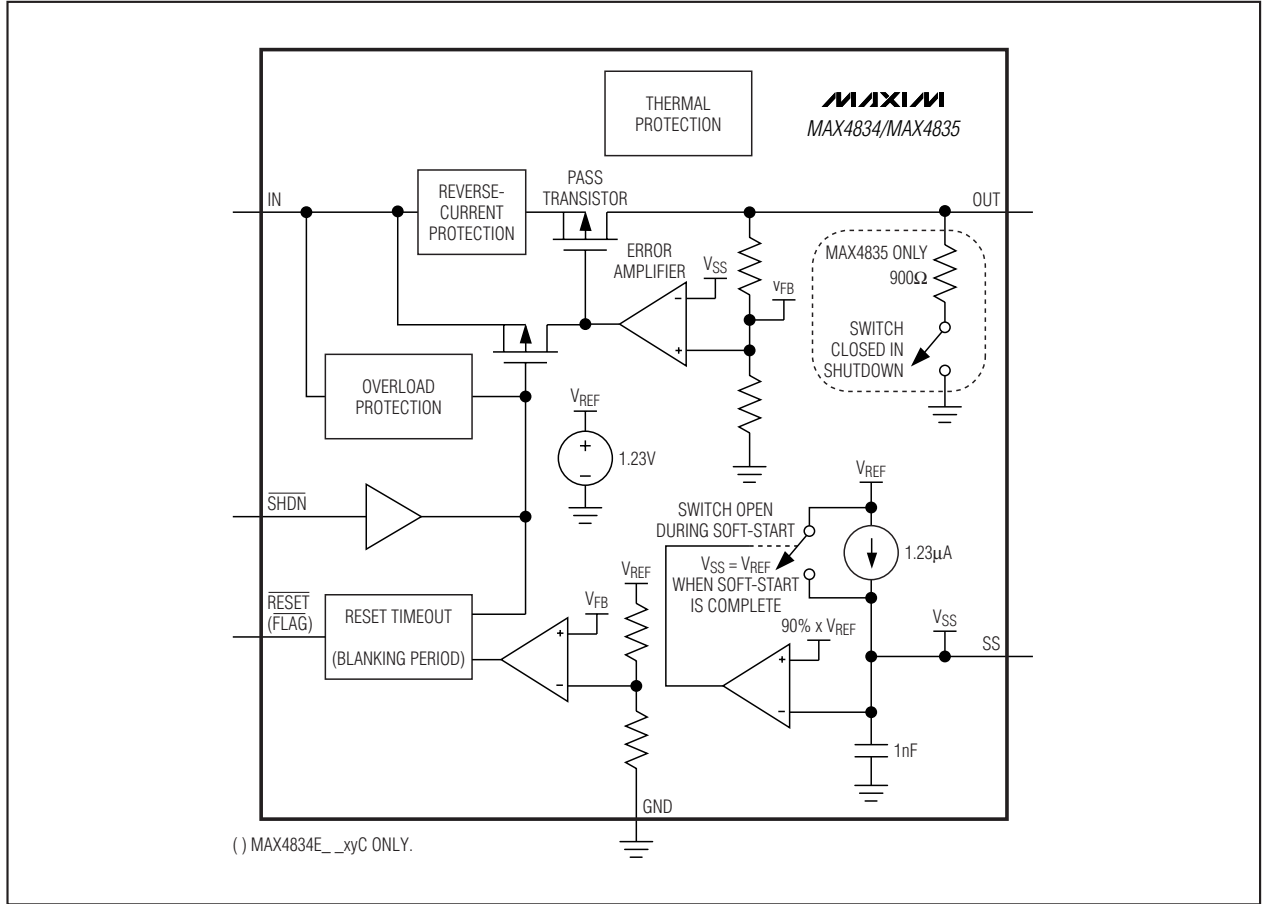 THERMAL
PROTECTION
MAXIM
MAX4834/MAX4835
IN
REVERSE-
CURRENT
PROTECTION
PASS
TRANSISTOR
OUT
ERROR
AMPLIFIER
VSS
vFB
MAX4835 ONLY
900Ω
SWITCH
CLOSED IN
SHUTDOWN
-
+
OVERLOAD
PROTECTION
VREF
+
-
1.23V
SHDN
SWITCH OPEN
DURING SOFT-START
VREF
1.23µA
VSS = VREF
WHEN SOFT-START
IS COMPLETE
RESET
(FLAG)
RESET TIMEOUT
(BLANKING PERIOD)
VFB
VREF
+
-
90% x VREF
+
-
VSS
SS
1nF
GND
( ) MAX4834E_ _xyC ONLY.